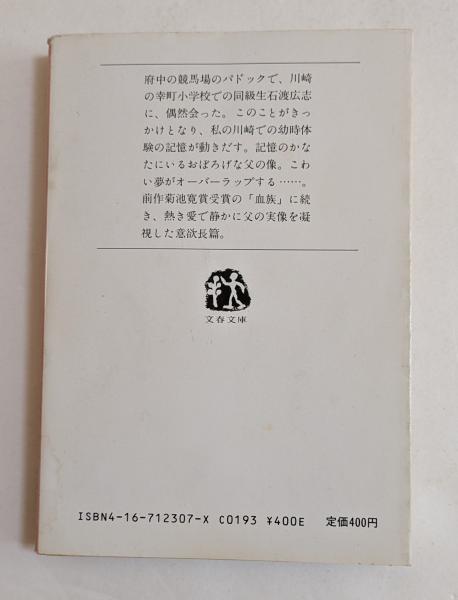 府中の競馬場のパドックで、川崎
の幸町小学校での同級生石渡広志
に、偶然会った。このことがきっ
かけとなり、私の川崎での幼時体
験の記憶が動きだす。記憶のかな
たにいるおぼろげな父の像。こわ
い夢がオーバーラップする……。
前作菊池寛賞受賞の「血族」に続
き、熱き愛で静かに父の実像を凝
視した意欲長篇。
文春文庫
ISBN4-16-712307-X C0193 ¥400E 定価400円